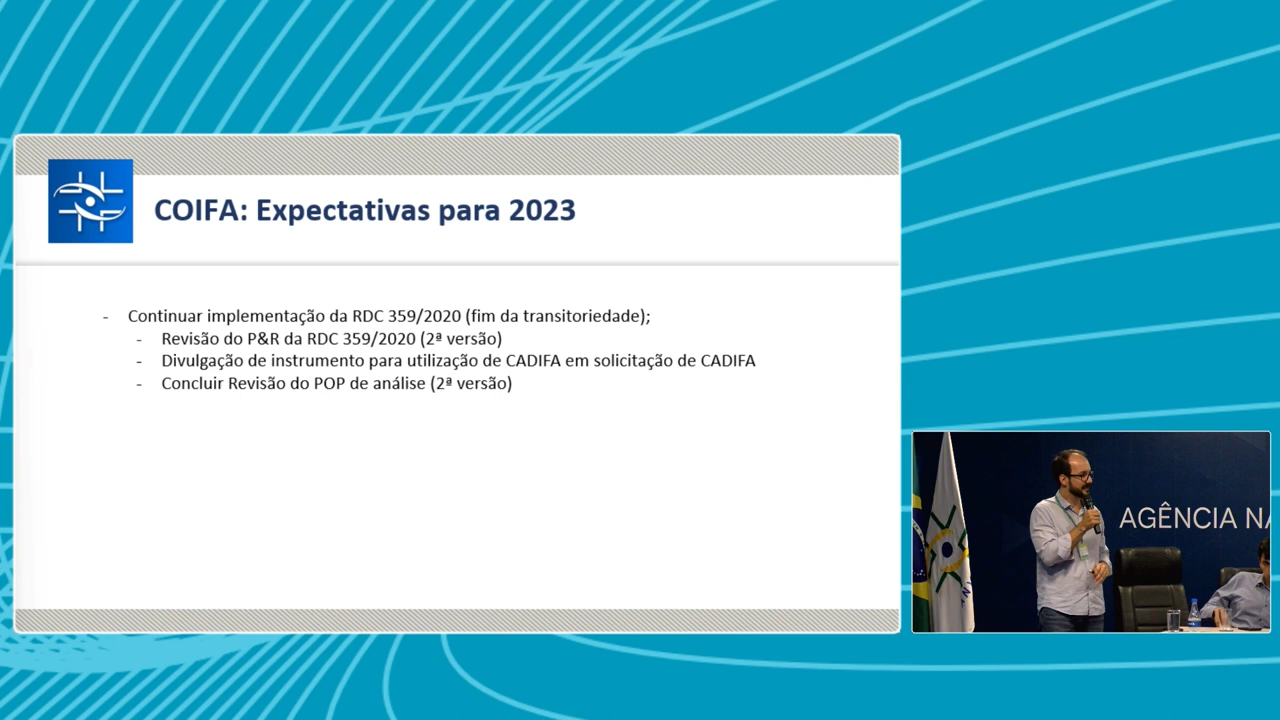 COIFA: Expectativas para 2023
- Continuar implementação da RDC 359/2020 (fim da transitoriedade);
- Revisão do P&R da RDC 359/2020 (2ª versão)
- Divulgação de instrumento para utilização de CADIFA em solicitação de CADIFA
- Concluir Revisão do POP de análise (2ª versão)
AGÊNCIA NA